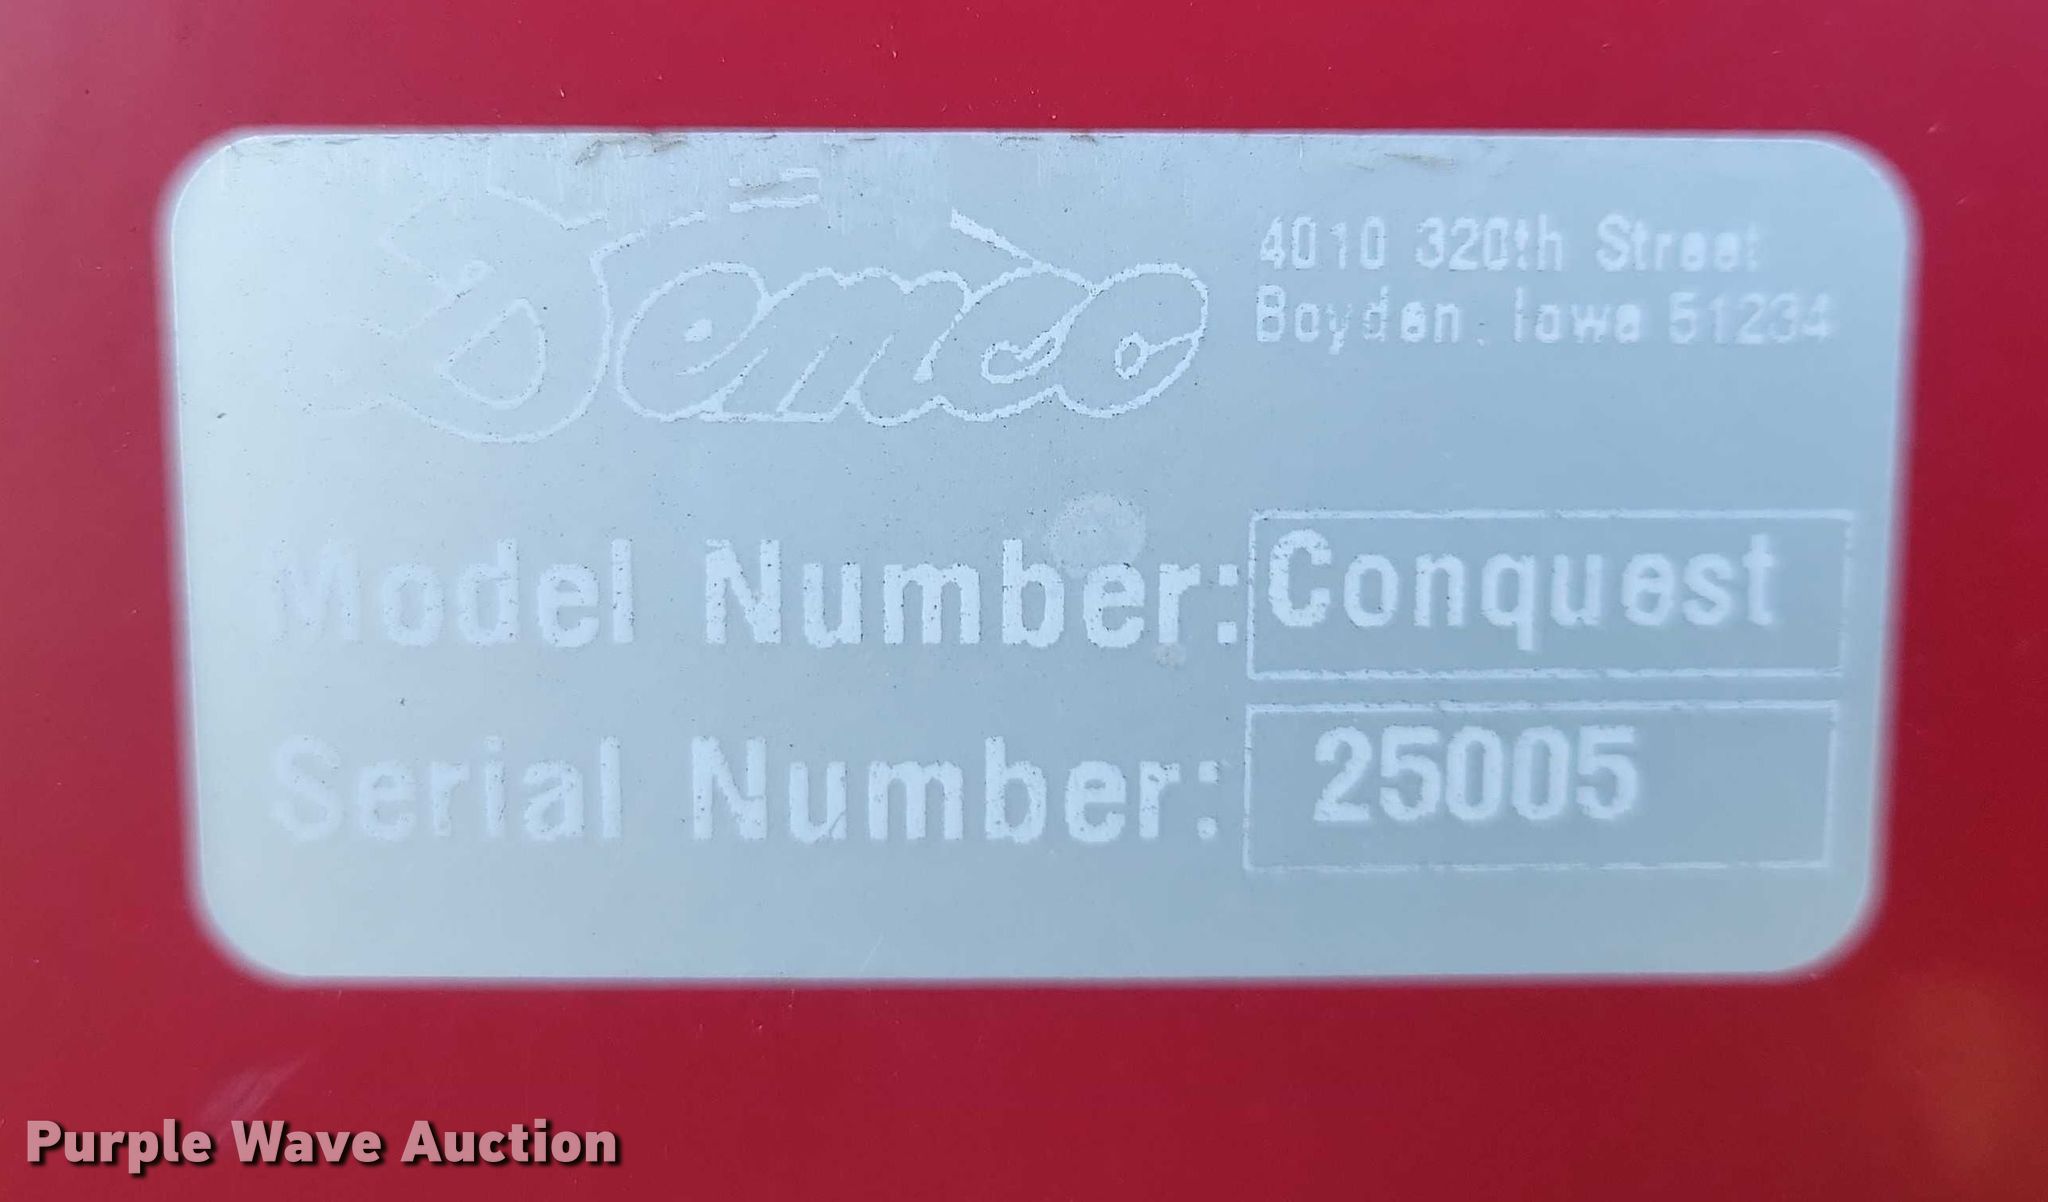 Demco
4010 320th Street
Boyden, Iowa 51234
Model Number: Conquest
Serial Number: 25005
Purple Wave Auction